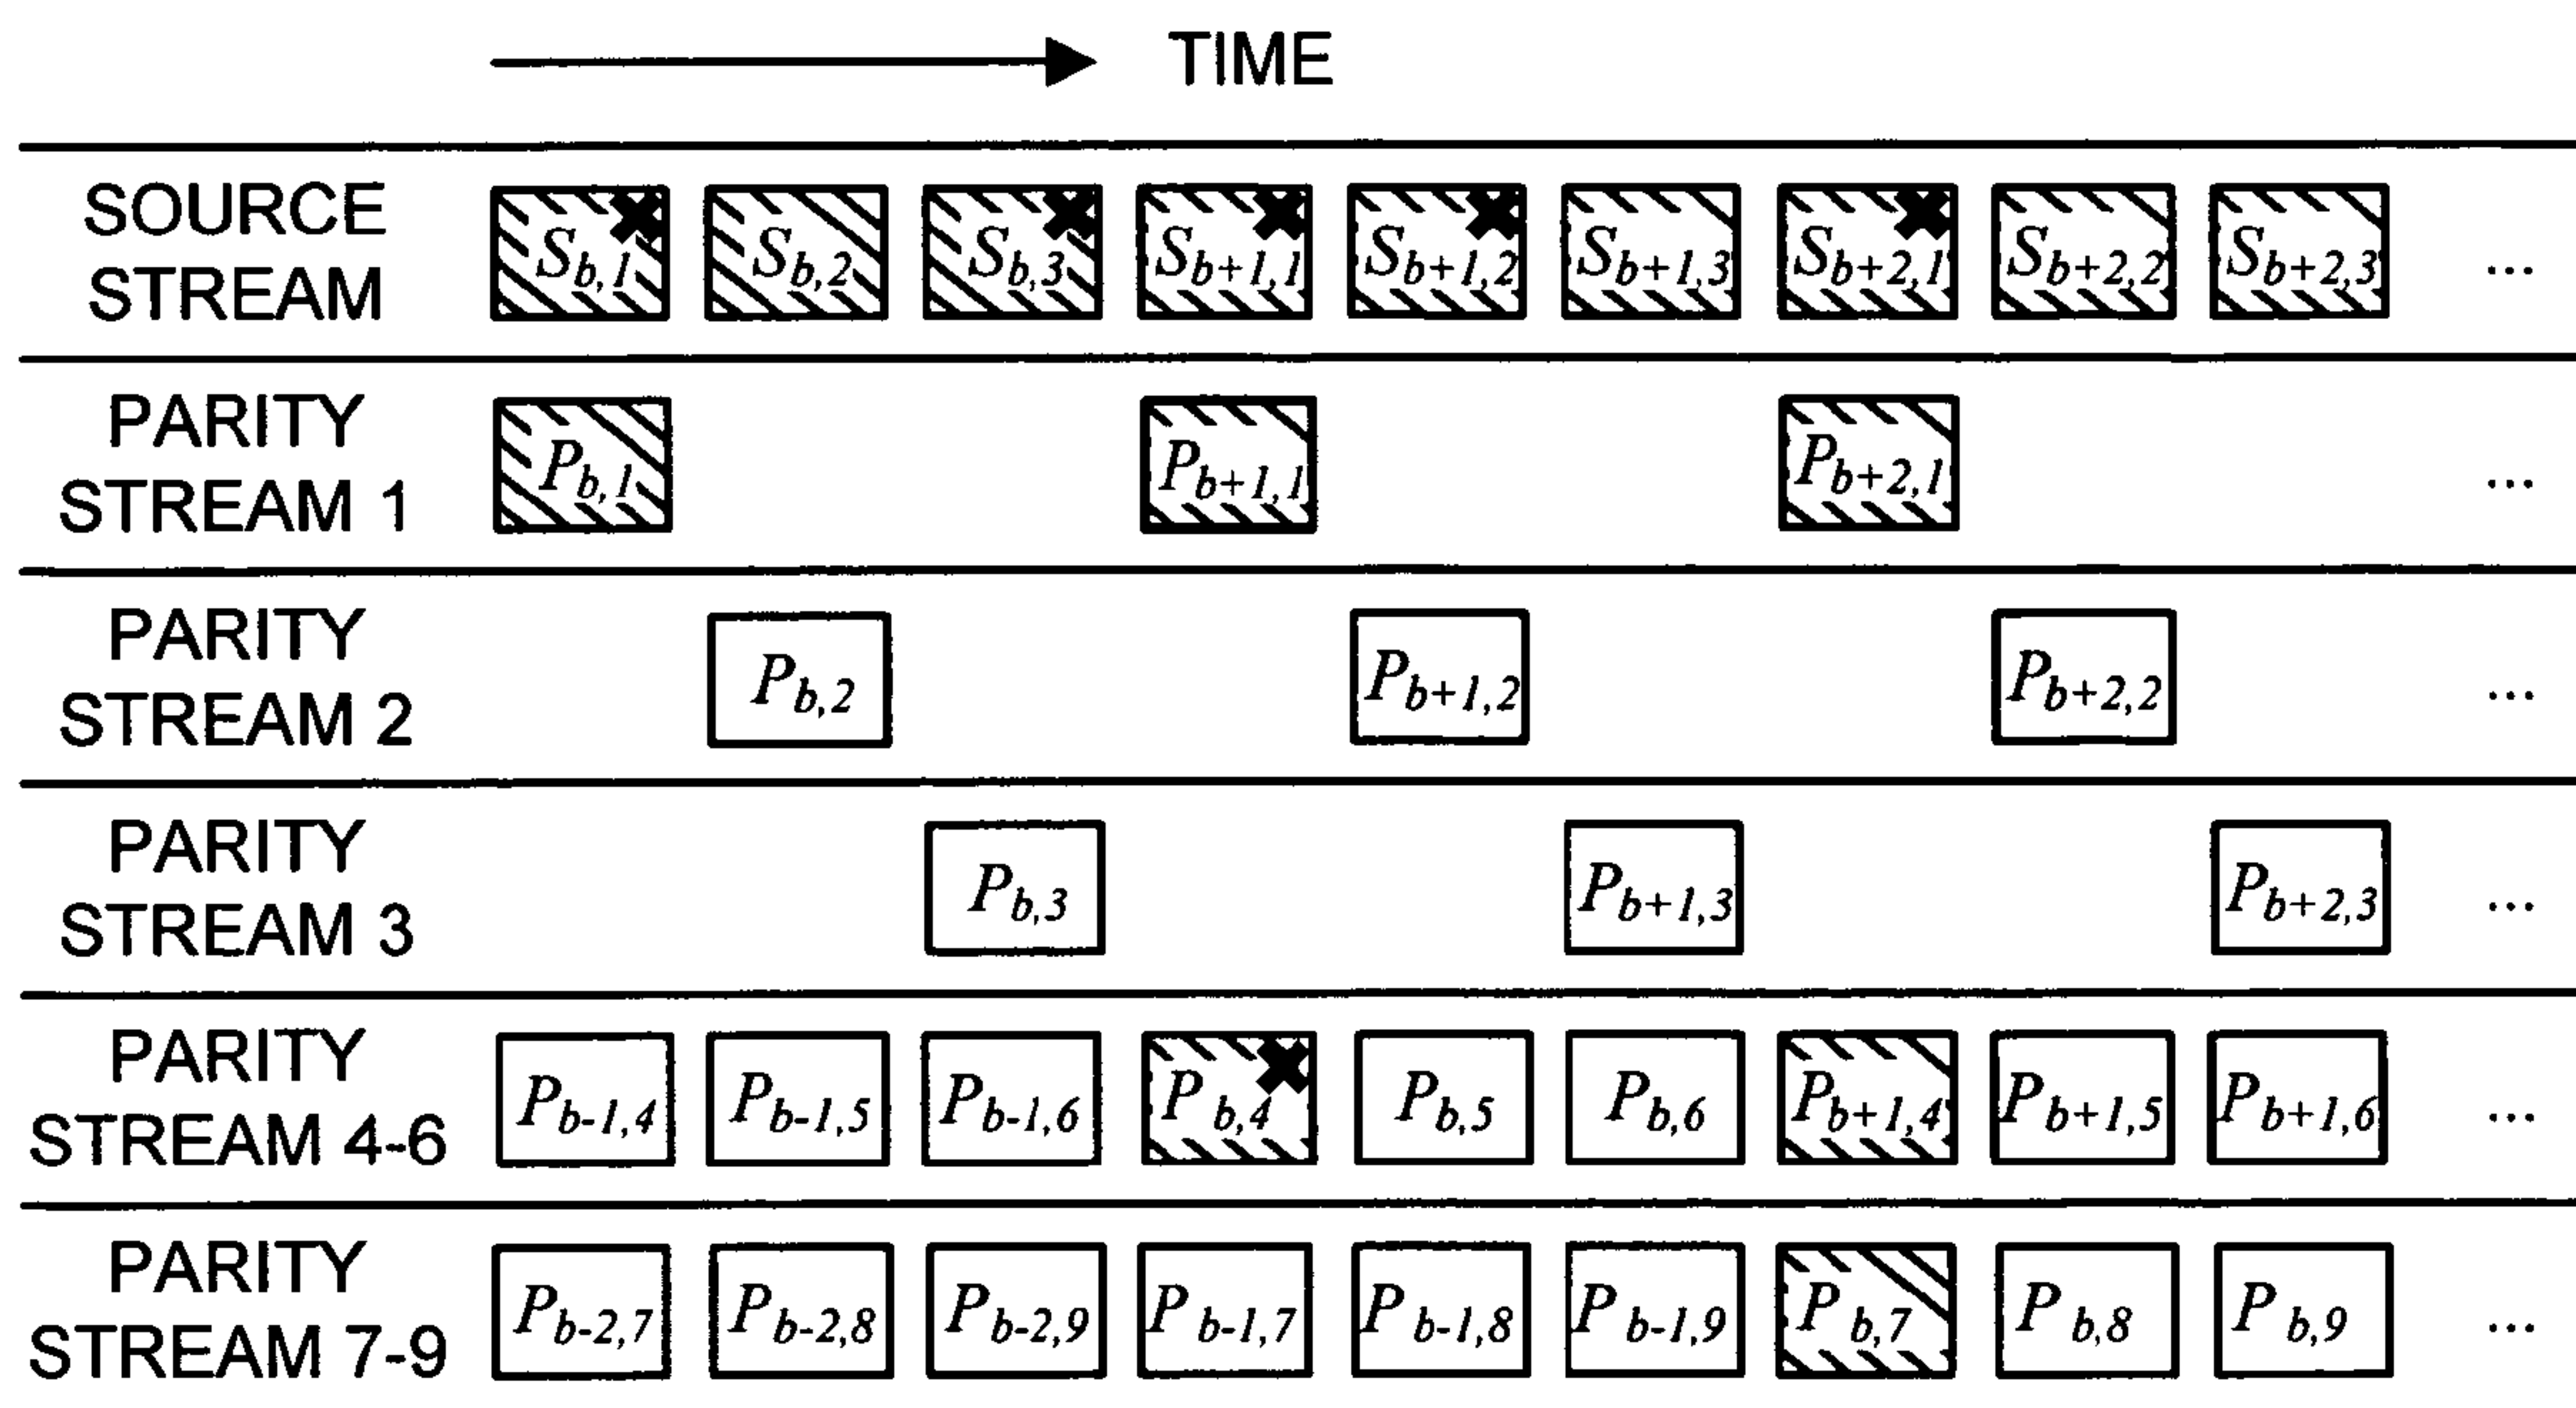 TIME
SOURCE STREAM S_{b,1} S_{b,2} S_{b,3} S_{b+1,1} S_{b+1,2} S_{b+1,3} S_{b+2,1} S_{b+2,2} S_{b+2,3} ...
PARITY STREAM 1 P_{b,1} P_{b+1,1} P_{b+2,1} ...
PARITY STREAM 2 P_{b,2} P_{b+1,2} P_{b+2,2} ...
PARITY STREAM 3 P_{b,3} P_{b+1,3} P_{b+2,3} ...
PARITY STREAM 4-6 P_{b-1,4} P_{b-1,5} P_{b-1,6} P_{b,4} P_{b,5} P_{b,6} P_{b+1,4} P_{b+1,5} P_{b+1,6} ...
PARITY STREAM 7-9 P_{b-2,7} P_{b-2,8} P_{b-2,9} P_{b-1,7} P_{b-1,8} P_{b-1,9} P_{b,7} P_{b,8} P_{b,9} ...